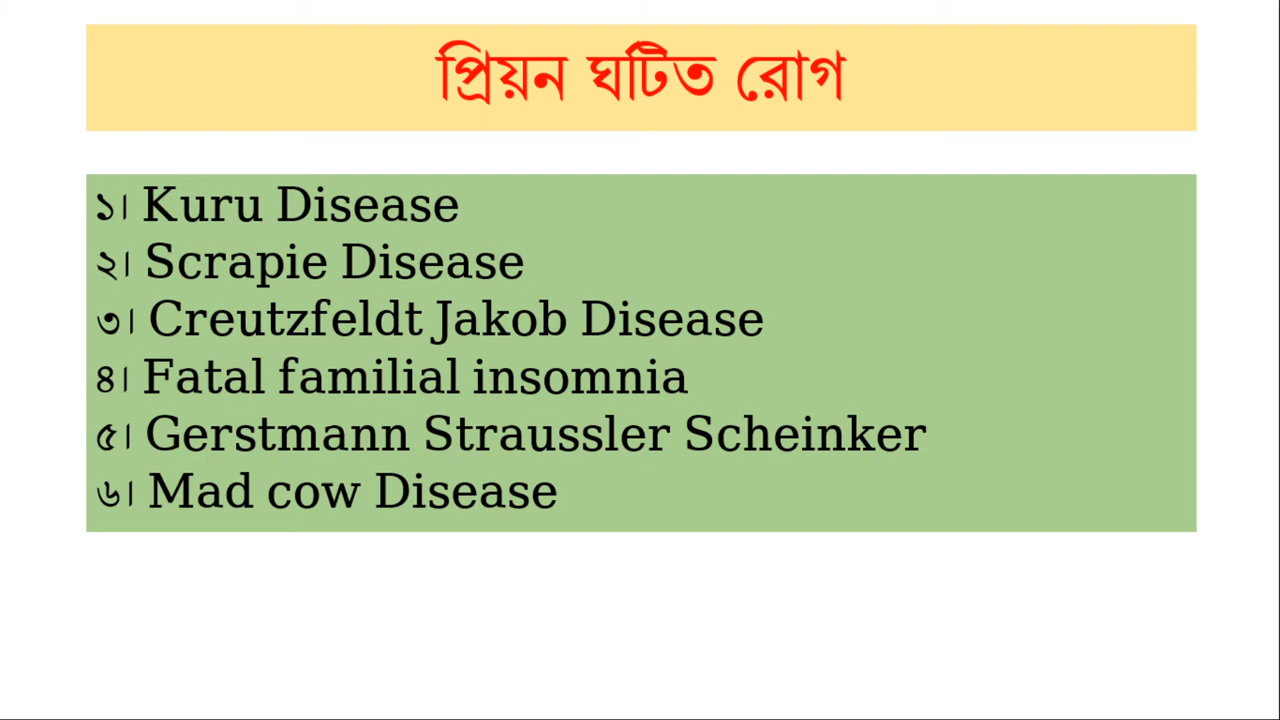 প্রিয়ন ঘটিত রোগ
১। Kuru Disease
২। Scrapie Disease
৩। Creutzfeldt Jakob Disease
৪। Fatal familial insomnia
৫। Gerstmann Straussler Scheinker
৬। Mad cow Disease